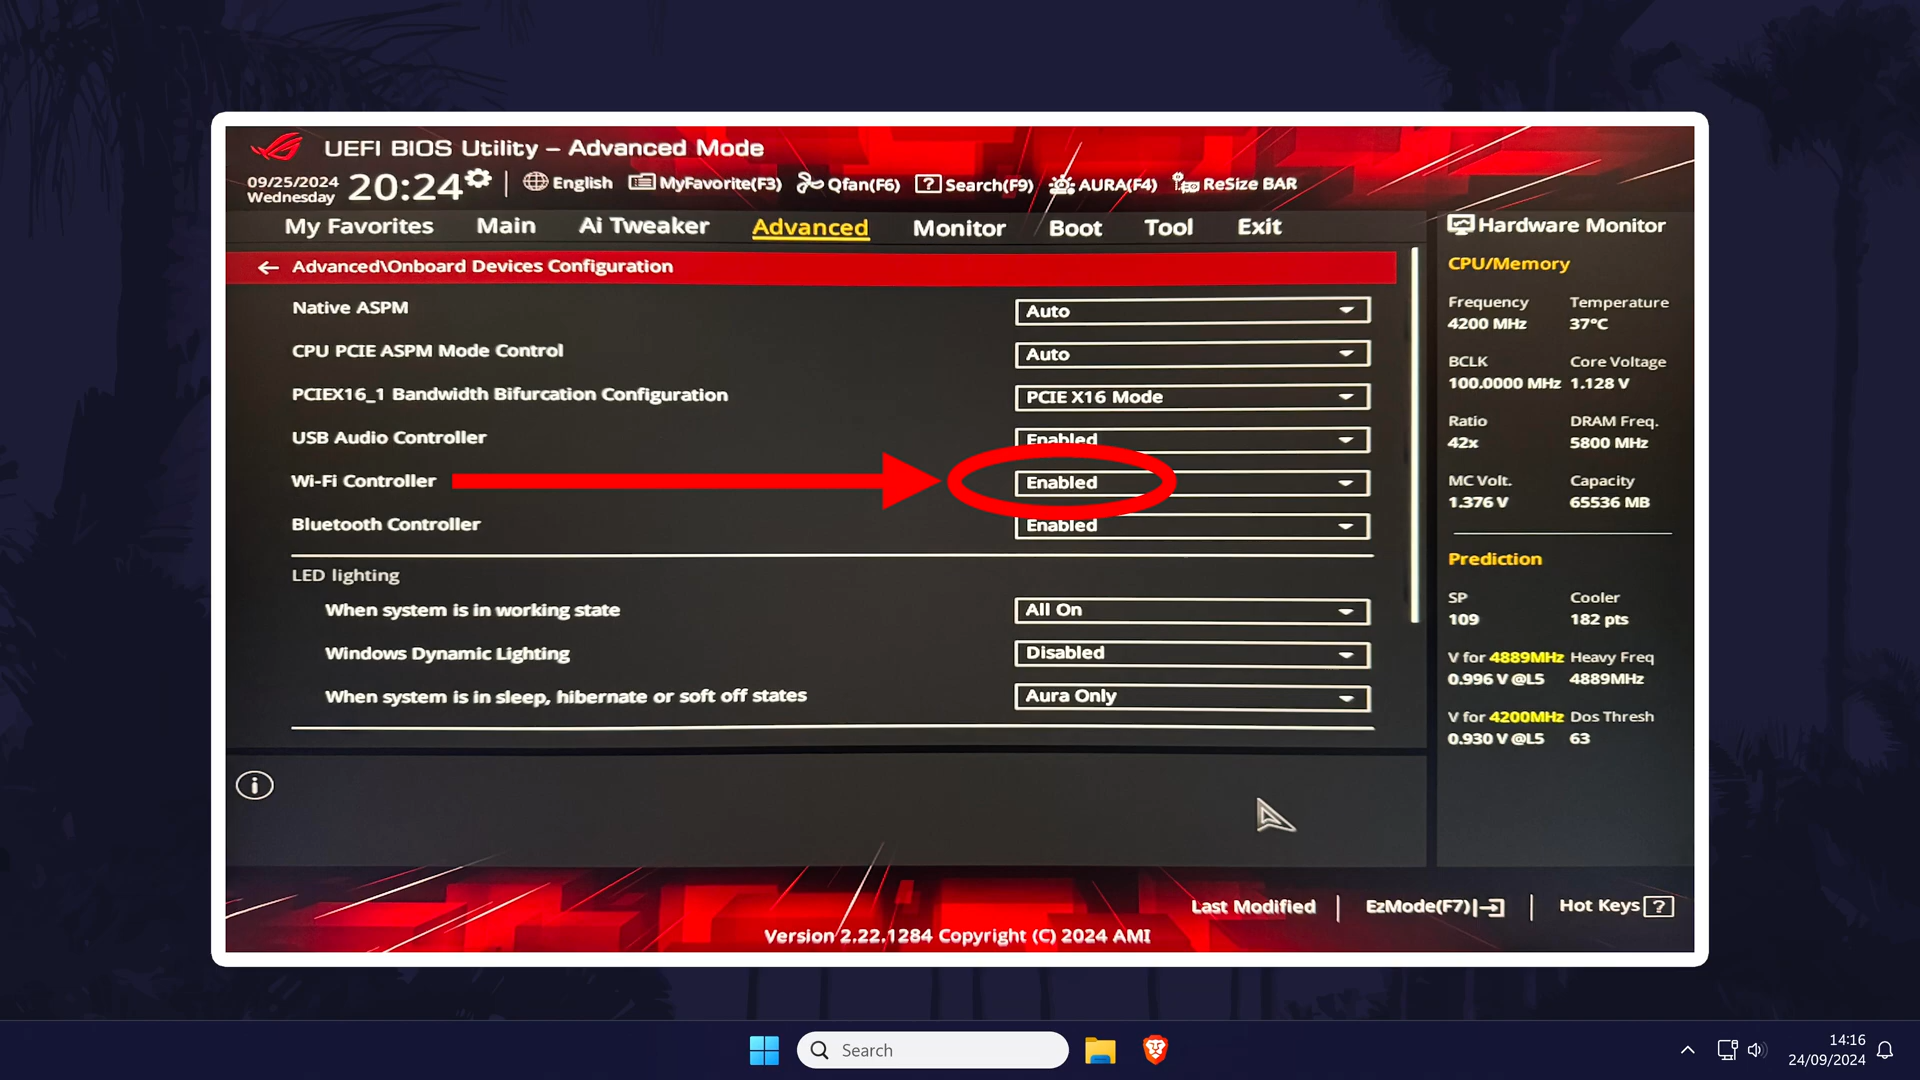 UEFI BIOS Utility – Advanced Mode
09/25/2024
Wednesday
20:24
English
MyFavorite(F3)
Qfan(F6)
? Search(F9)
AURA(F4)
ReSize BAR
My Favorites
Main
Ai Tweaker
Advanced
Monitor
Boot
Tool
Exit
← Advanced\Onboard Devices Configuration
Native ASPM
Auto
CPU PCIE ASPM Mode Control
Auto
PCIEX16_1 Bandwidth Bifurcation Configuration
PCIE X16 Mode
USB Audio Controller
Enabled
Wi-Fi Controller
Enabled
Bluetooth Controller
Enabled
LED lighting
When system is in working state
All On
Windows Dynamic Lighting
Disabled
When system is in sleep, hibernate or soft off states
Aura Only
Hardware Monitor
CPU/Memory
Frequency Temperature
4200 MHz 37°C
BCLK Core Voltage
100.0000 MHz 1.128 V
Ratio DRAM Freq.
42x 5800 MHz
MC Volt. Capacity
1.376 V 65536 MB
Prediction
SP Cooler
109 182 pts
V for 4889MHz Heavy Freq
0.996 V @L5 4889MHz
V for 4200MHz Dos Thresh
0.930 V @L5 63
i
Last Modified
EzMode(F7)
Hot Keys ?
Version 2.22.1284 Copyright (C) 2024 AMI
Search
14:16
24/09/2024